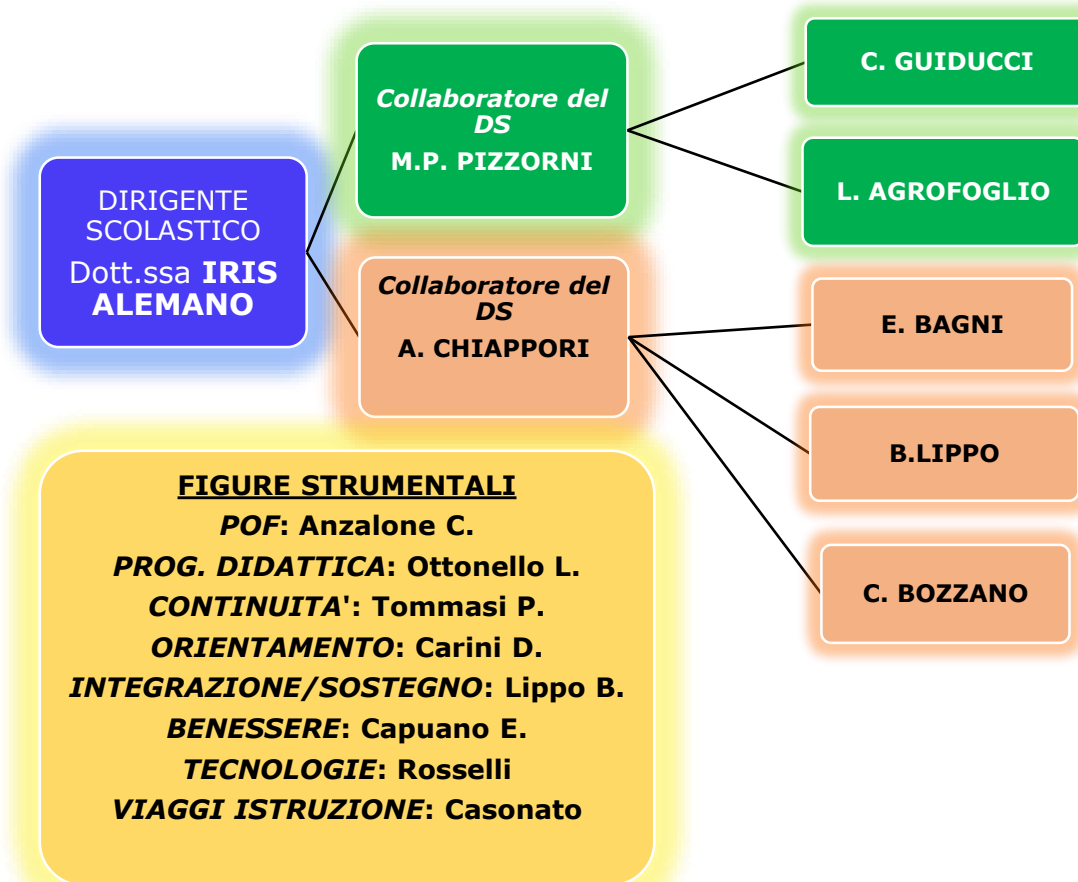 DIRIGENTE
SCOLASTICO
Dott.ssa IRIS
ALEMANO
Collaboratore del
DS
M.P. PIZZORNI
C. GUIDUCCI
L. AGROFOGLIO
Collaboratore del
DS
A. CHIAPPORI
E. BAGNI
B.LIPPO
C. BOZZANO
FIGURE STRUMENTALI
POF: Anzalone C.
PROG. DIDATTICA: Ottonello L.
CONTINUITA': Tommasi P.
ORIENTAMENTO: Carini D.
INTEGRAZIONE/SOSTEGNO: Lippo B.
BENESSERE: Capuano E.
TECNOLOGIE: Rosselli
VIAGGI ISTRUZIONE: Casonato